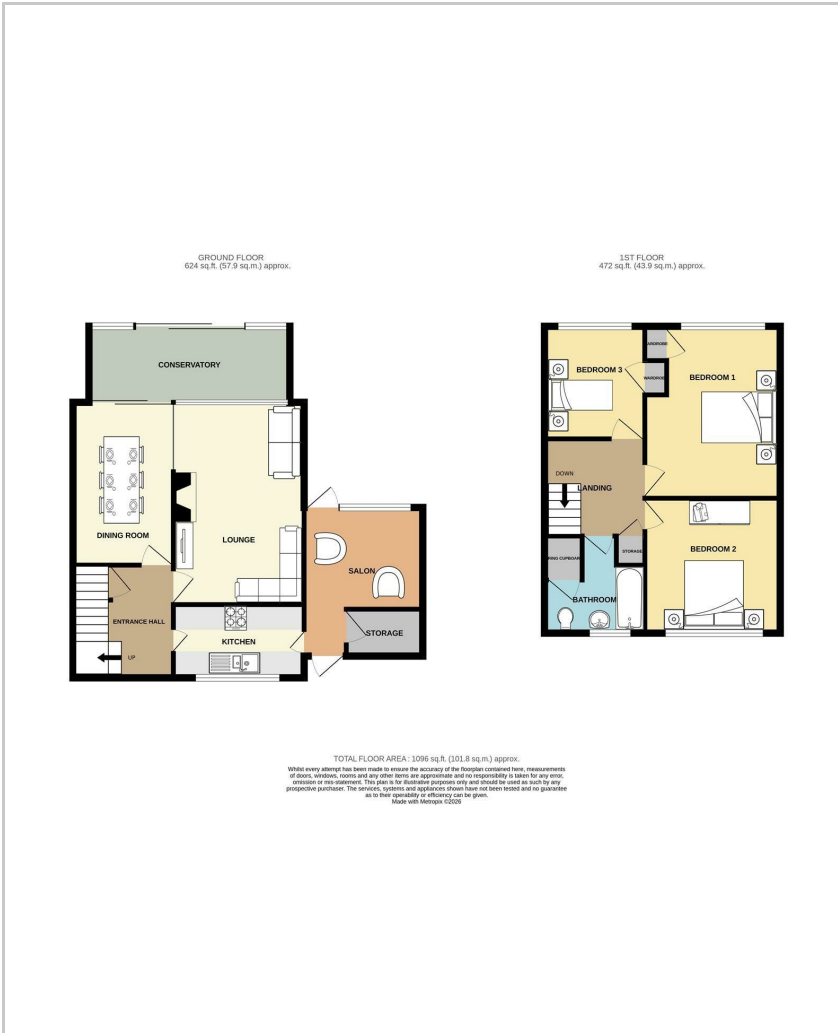 GROUND FLOOR
624 sq.ft. (57.9 sq.m.) approx.
CONSERVATORY
DINING ROOM
LOUNGE
SALON
ENTRANCE HALL
KITCHEN
STORAGE
UP
1ST FLOOR
472 sq.ft. (43.9 sq.m.) approx.
BEDROOM 3
WARDROBE
BEDROOM 1
DOWN
LANDING
STORAGE
BEDROOM 2
BATHROOM
TOTAL FLOOR AREA : 1096 sq.ft. (101.8 sq.m.) approx.
Whilst every attempt has been made to ensure the accuracy of the floorplan contained here, measurements
of doors, windows, rooms and any other items are approximate and no responsibility is taken for any error,
omission or mis-statement. This plan is for illustrative purposes only and should be used as such by any
prospective purchaser. The services, systems and appliances shown have not been tested and no guarantee
as to their operability or efficiency can be given.
Made with Metropix ©2026